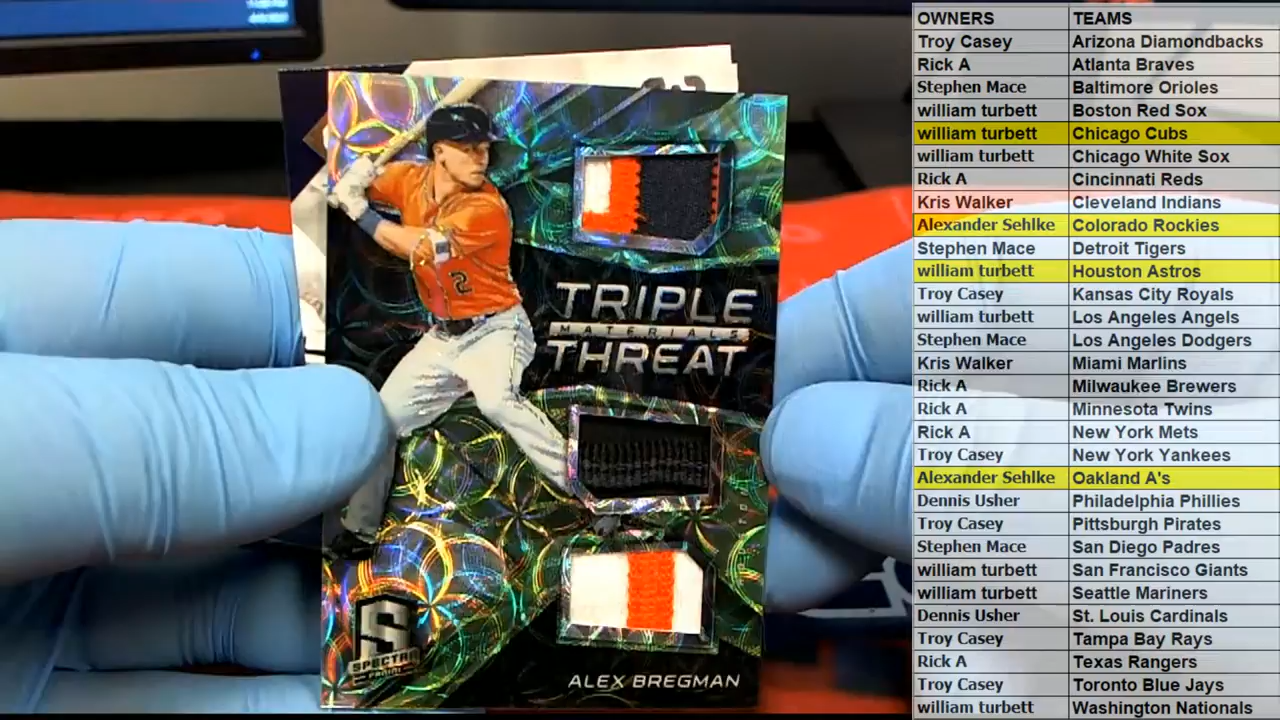 TRIPLE
MATERIALS
THREAT
2
SPECTRA
PANINI
ALEX BREGMAN
OWNERS TEAMS
Troy Casey Arizona Diamondbacks
Rick A Atlanta Braves
Stephen Mace Baltimore Orioles
william turbett Boston Red Sox
william turbett Chicago Cubs
william turbett Chicago White Sox
Rick A Cincinnati Reds
Kris Walker Cleveland Indians
Alexander Sehlke Colorado Rockies
Stephen Mace Detroit Tigers
william turbett Houston Astros
Troy Casey Kansas City Royals
william turbett Los Angeles Angels
Stephen Mace Los Angeles Dodgers
Kris Walker Miami Marlins
Rick A Milwaukee Brewers
Rick A Minnesota Twins
Rick A New York Mets
Troy Casey New York Yankees
Alexander Sehlke Oakland A's
Dennis Usher Philadelphia Phillies
Troy Casey Pittsburgh Pirates
Stephen Mace San Diego Padres
william turbett San Francisco Giants
william turbett Seattle Mariners
Dennis Usher St. Louis Cardinals
Troy Casey Tampa Bay Rays
Rick A Texas Rangers
Troy Casey Toronto Blue Jays
william turbett Washington Nationals